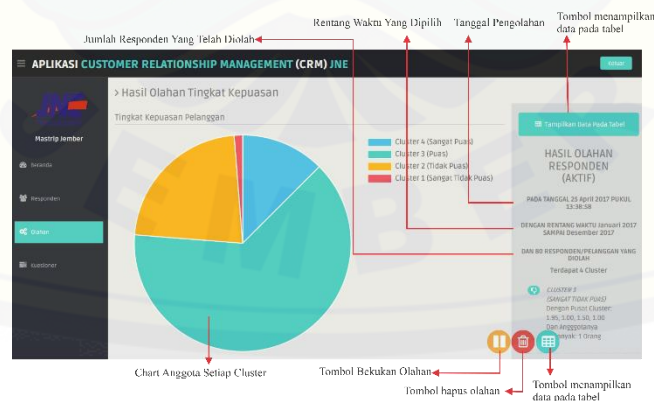 Rentang Waktu Yang Dipilih
Tanggal Pengolahan
Tombol menampilkan
data pada tabel
Jumlah Responden Yang Telah Diolah
APLIKASI CUSTOMER RELATIONSHIP MANAGEMENT (CRM) JNE
Keluar
> Hasil Olahan Tingkat Kepuasan
Tingkat Kepuasan Pelanggan
Mastrip Jember
Beranda
Responden
Olahan
Kuesioner
Cluster 4 (Sangat Puas)
Cluster 3 (Puas)
Cluster 2 (Tidak Puas)
Cluster 1 (Sangat Tidak Puas)
Tampilkan Data Pada Tabel
HASIL OLAHAN
RESPONDEN
(AKTIF)
PADA TANGGAL 25 April 2017 PUKUL
13:38:58
DENGAN RENTANG WAKTU Januari 2017
SAMPAI Desember 2017
DAN 80 RESPONDEN/PELANGGAN YANG
DIOLAH
Terdapat 4 Cluster
CLUSTER 1
(SANGAT TIDAK PUAS)
Dengan Pusat Cluster:
1.95, 1.00, 1.50, 1.00
Dan Anggotanya
1 Orang
Chart Anggota Setiap Cluster
Tombol Bekukan Olahan
Tombol hapus olahan
Tombol menampilkan
data pada tabel
JEMBER